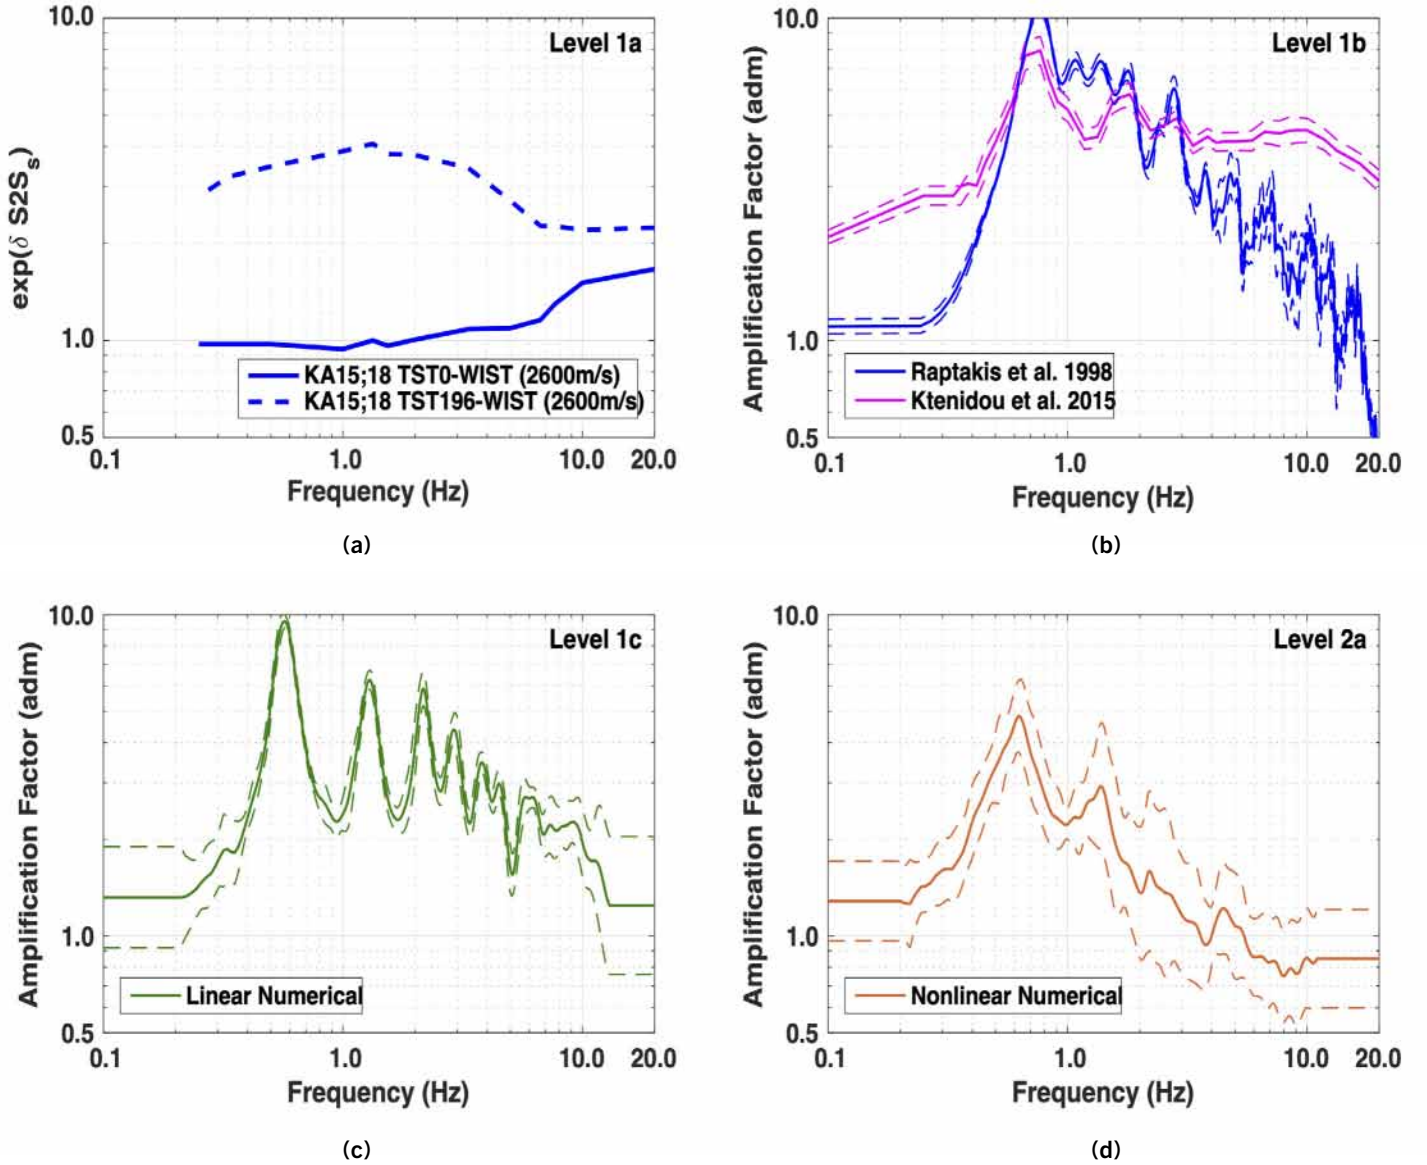 10.0
Level 1a
exp(δ S2Sₛ)
1.0
KA15;18 TST0-WIST (2600m/s)
KA15;18 TST196-WIST (2600m/s)
0.5
0.1 1.0 10.0 20.0
Frequency (Hz)
(a)
10.0
Level 1b
Amplification Factor (adm)
1.0
Raptakis et al. 1998
Ktenidou et al. 2015
0.5
0.1 1.0 10.0 20.0
Frequency (Hz)
(b)
10.0
Level 1c
Amplification Factor (adm)
1.0
Linear Numerical
0.5
0.1 1.0 10.0 20.0
Frequency (Hz)
(c)
10.0
Level 2a
Amplification Factor (adm)
1.0
Nonlinear Numerical
0.5
0.1 1.0 10.0 20.0
Frequency (Hz)
(d)